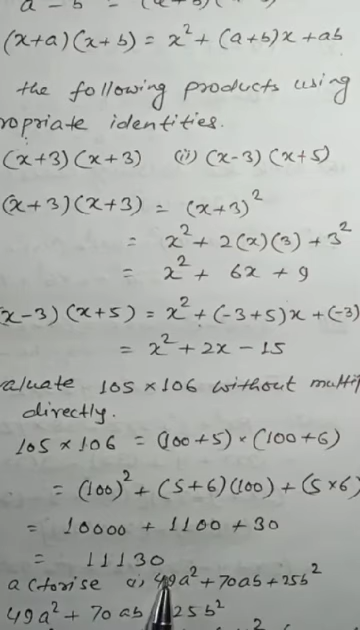 (x+a)(x+b) = x² + (a+b)x + ab
the following products using
ropriate identities.
(x+3)(x+3) (ii) (x-3)(x+5)
(x+3)(x+3) = (x+3)²
= x² + 2(x)(3) + 3²
= x² + 6x + 9
x-3)(x+5) = x² + (-3+5)x + (-3)
= x² + 2x - 15
aluate 105 × 106 without multi
directly.
105 × 106 = (100+5) × (100+6)
= (100)² + (5+6)(100) + (5×6)
= 10000 + 1100 + 30
= 11130
actorise (i) 49a² + 70ab + 25b²
49a² + 70ab 25b²